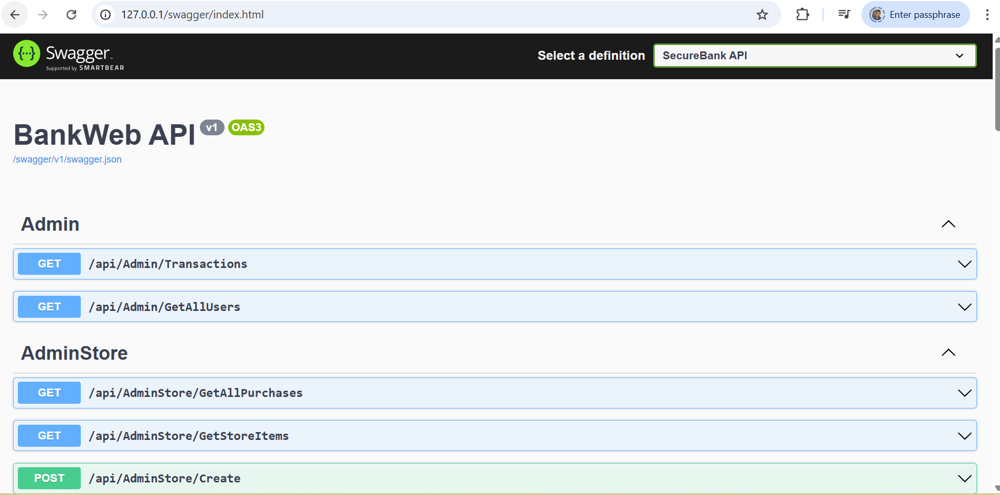 127.0.0.1/swagger/index.html
Enter passphrase
{···} Swagger™
Supported by SMARTBEAR
Select a definition
SecureBank API
BankWeb API v1 OAS3
/swagger/v1/swagger.json
Admin
GET /api/Admin/Transactions
GET /api/Admin/GetAllUsers
AdminStore
GET /api/AdminStore/GetAllPurchases
GET /api/AdminStore/GetStoreItems
POST /api/AdminStore/Create